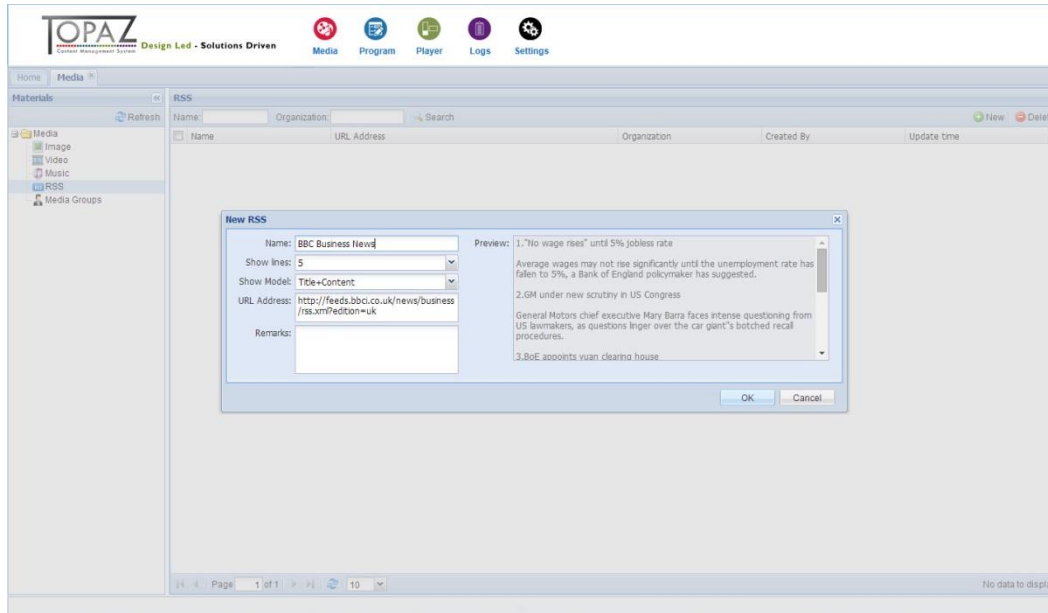 TOPAZ
Content Management System
Design Led - Solutions Driven
Media Program Player Logs Settings
Home Media
Materials
Refresh
Media
Image
Video
Music
RSS
Media Groups
RSS
Name: Organization: Search New Delet
Name URL Address Organization Created By Update time
New RSS
Name: BBC Business News
Show lines: 5
Show Model: Title+Content
URL Address: http://feeds.bbci.co.uk/news/business
/rss.xml?edition=uk
Remarks:
Preview: 1."No wage rises" until 5% jobless rate
Average wages may not rise significantly until the unemployment rate has
fallen to 5%, a Bank of England policymaker has suggested.
2.GM under new scrutiny in US Congress
General Motors chief executive Mary Barra faces intense questioning from
US lawmakers, as questions linger over the car giant"s botched recall
procedures.
3.BoE appoints yuan clearing house
OK Cancel
Page 1 of 1 10 No data to displa